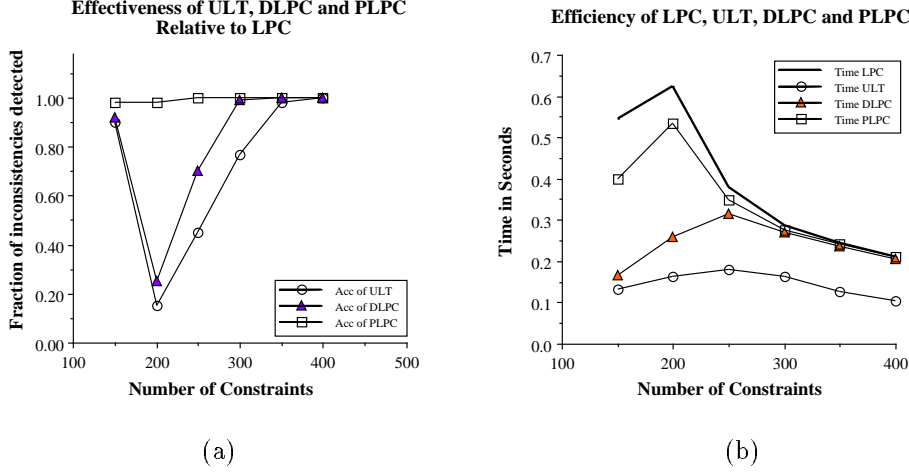 Effectiveness of ULT, DLPC and PLPC
Relative to LPC
Fraction of inconsistencies detected
1.00
0.80
0.60
0.40
0.20
0.00
Acc of ULT
Acc of DLPC
Acc of PLPC
100
200
300
400
500
Number of Constraints
(a)
Efficiency of LPC, ULT, DLPC and PLPC
Time in Seconds
0.7
0.6
0.5
0.4
0.3
0.2
0.1
0.0
Time LPC
Time ULT
Time DLPC
Time PLPC
100
200
300
400
Number of Constraints
(b)